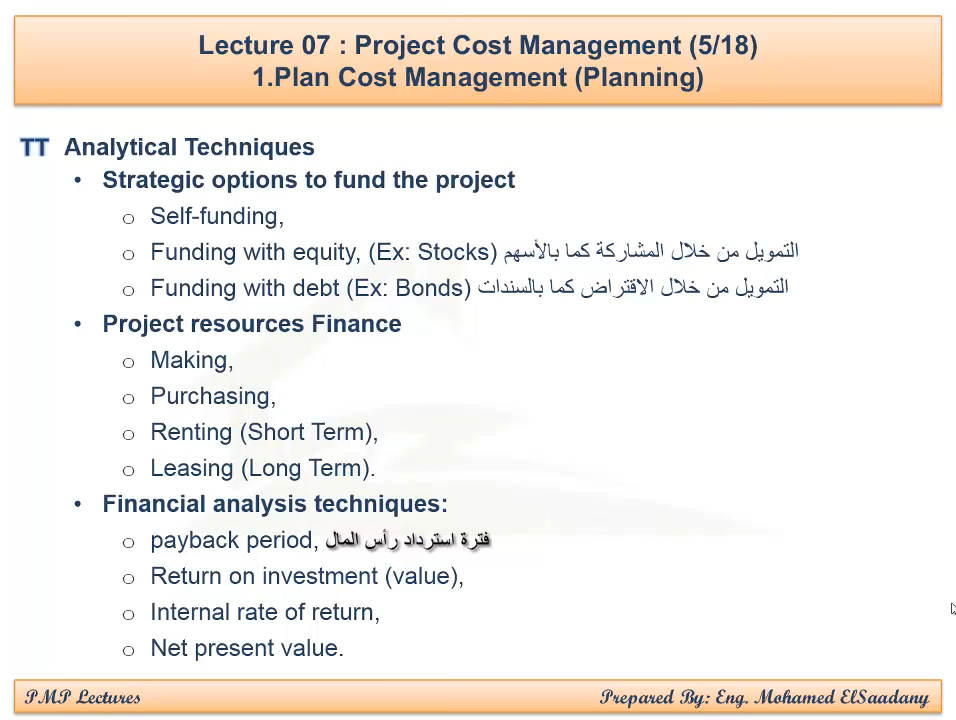 Lecture 07 : Project Cost Management (5/18)
1.Plan Cost Management (Planning)
TT Analytical Techniques
• Strategic options to fund the project
o Self-funding,
o Funding with equity, (Ex: Stocks) التمويل من خلال المشاركة كما بالأسهم
o Funding with debt (Ex: Bonds) التمويل من خلال الاقتراض كما بالسندات
• Project resources Finance
o Making,
o Purchasing,
o Renting (Short Term),
o Leasing (Long Term).
• Financial analysis techniques:
o payback period, فترة استرداد رأس المال
o Return on investment (value),
o Internal rate of return,
o Net present value.
PMP Lectures Prepared By: Eng. Mohamed ElSaadany